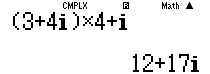 CMPLX R Math ▲
(3+4i)×4+i
12+17i